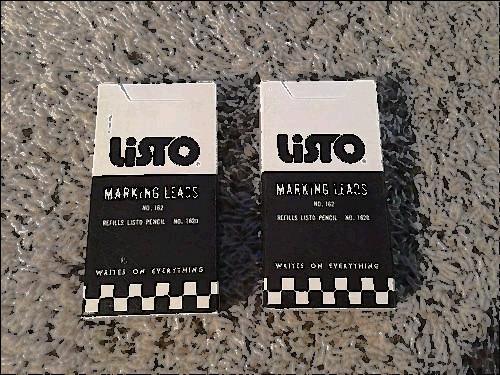 LiSTO
MARKING LEADS
NO. 162
REFILLS LISTO PENCIL NO. 1620
WRITES ON EVERYTHING
LiSTO
MARKING LEADS
NO. 162
REFILLS LISTO PENCIL NO. 1620
WRITES ON EVERYTHING